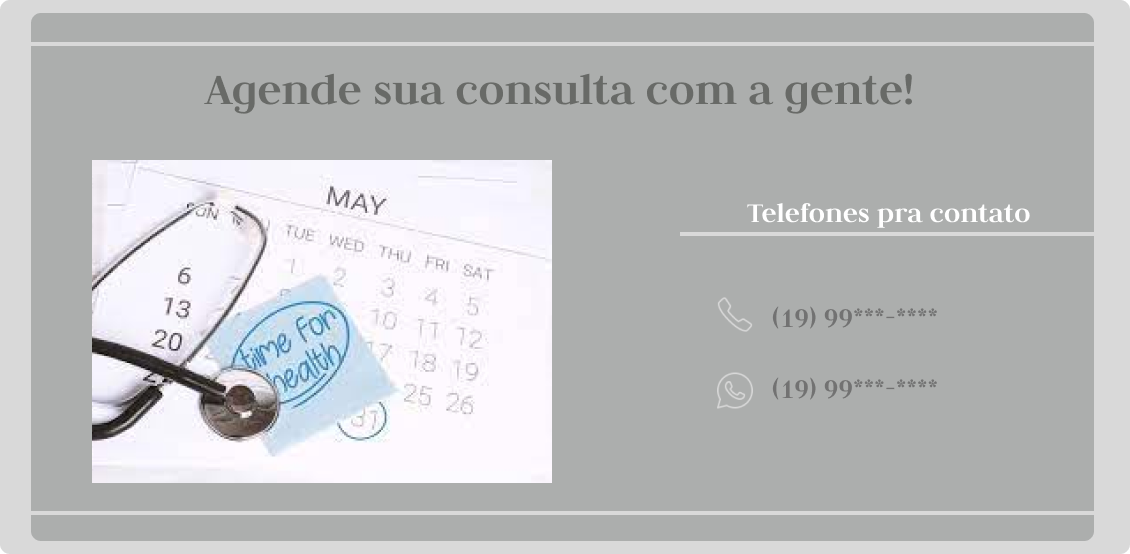 Agende sua consulta com a gente!
MAY
SUN
TUE WED THU FRI SAT
1 2 3 4 5
6
10 11 12
13
17 18 19
20
25 26
31
time for
health
Telefones pra contato
(19) 99***-****
(19) 99***-****